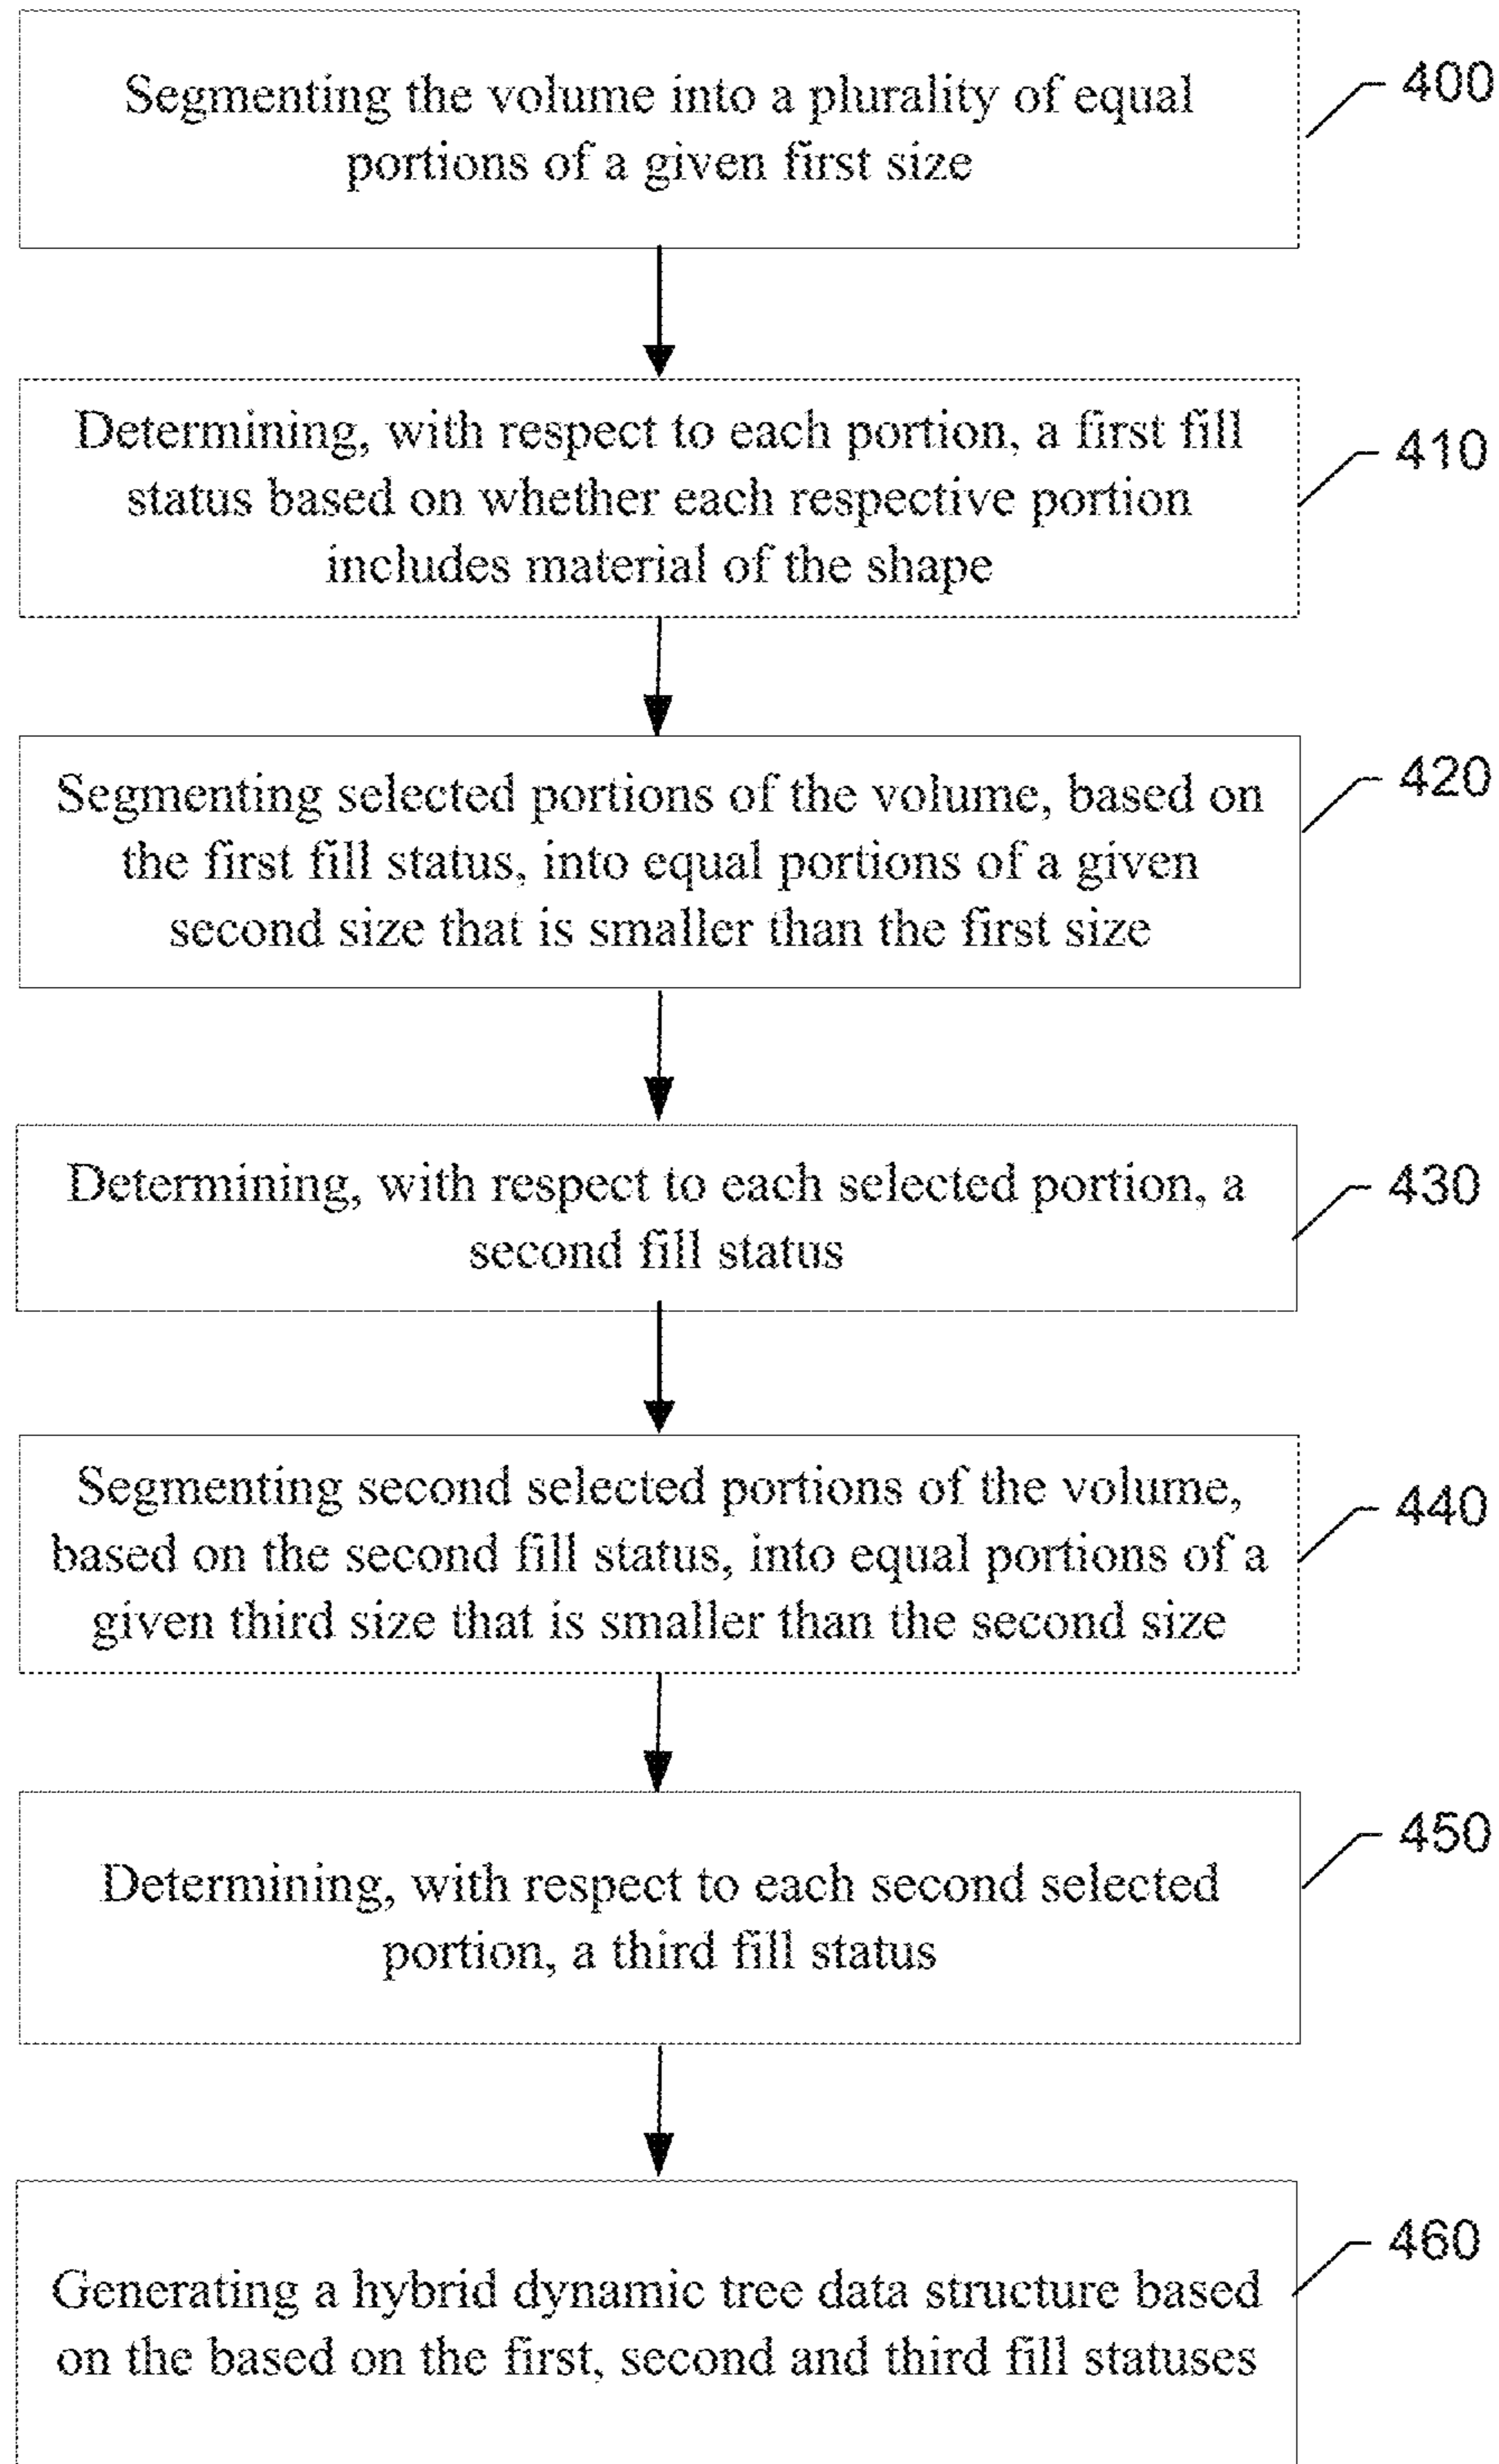 Segmenting the volume into a plurality of equal
portions of a given first size
400
Determining, with respect to each portion, a first fill
status based on whether each respective portion
includes material of the shape
410
Segmenting selected portions of the volume, based on
the first fill status, into equal portions of a given
second size that is smaller than the first size
420
Determining, with respect to each selected portion, a
second fill status
430
Segmenting second selected portions of the volume,
based on the second fill status, into equal portions of a
given third size that is smaller than the second size
440
Determining, with respect to each second selected
portion, a third fill status
450
Generating a hybrid dynamic tree data structure based
on the based on the first, second and third fill statuses
460